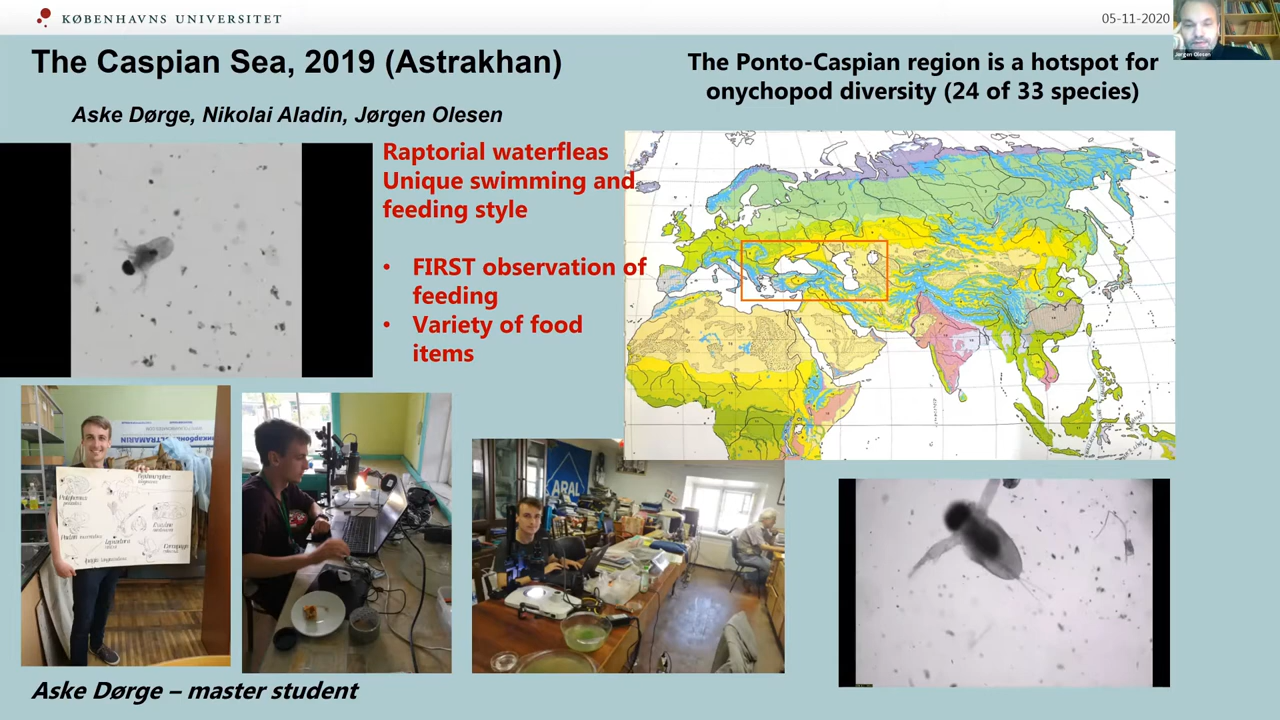 KØBENHAVNS UNIVERSITET
05-11-2020
Jørgen Olesen
The Caspian Sea, 2019 (Astrakhan)
Aske Dørge, Nikolai Aladin, Jørgen Olesen
The Ponto-Caspian region is a hotspot for
onychopod diversity (24 of 33 species)
Raptorial waterfleas
Unique swimming and
feeding style
• FIRST observation of
feeding
• Variety of food
items
ARAL
Aske Dørge – master student